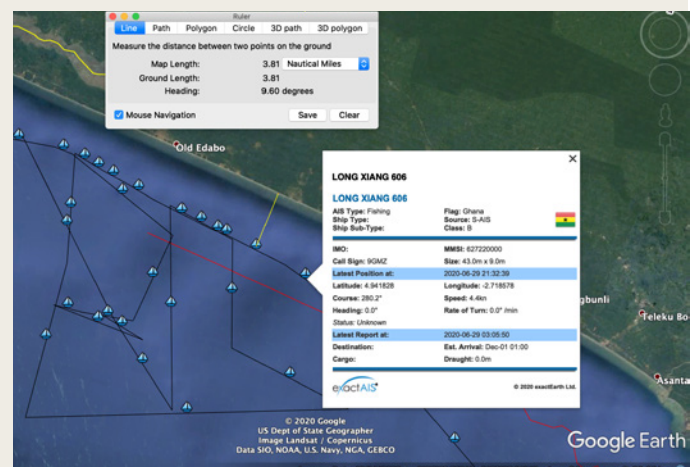 Ruler
Line Path Polygon Circle 3D path 3D polygon
Measure the distance between two points on the ground
Map Length: 3.81 Nautical Miles
Ground Length: 3.81
Heading: 9.60 degrees
Mouse Navigation Save Clear
Old Edabo
LONG XIANG 606
LONG XIANG 606
AIS Type: Fishing Flag: Ghana
Ship Type: Source: S-AIS
Ship Sub-Type: Class: B
IMO: MMSI: 627220000
Call Sign: 9GMZ Size: 43.0m x 9.0m
Latest Position at: 2020-06-29 21:32:39
Latitude: 4.941828 Longitude: -2.718578
Course: 280.2° Speed: 4.4kn
Heading: 0.0° Rate of Turn: 0.0° /min
Status: Unknown
Latest Report at: 2020-06-29 03:05:50
Destination: Est. Arrival: Dec-01 01:00
Cargo: Draught: 0.0m
exactAIS
© 2020 exactEarth Ltd.
gbunli
Teleku Bo
Asanta
© 2020 Google
US Dept of State Geographer
Image Landsat / Copernicus
Data SIO, NOAA, U.S. Navy, NGA, GEBCO
Google Earth